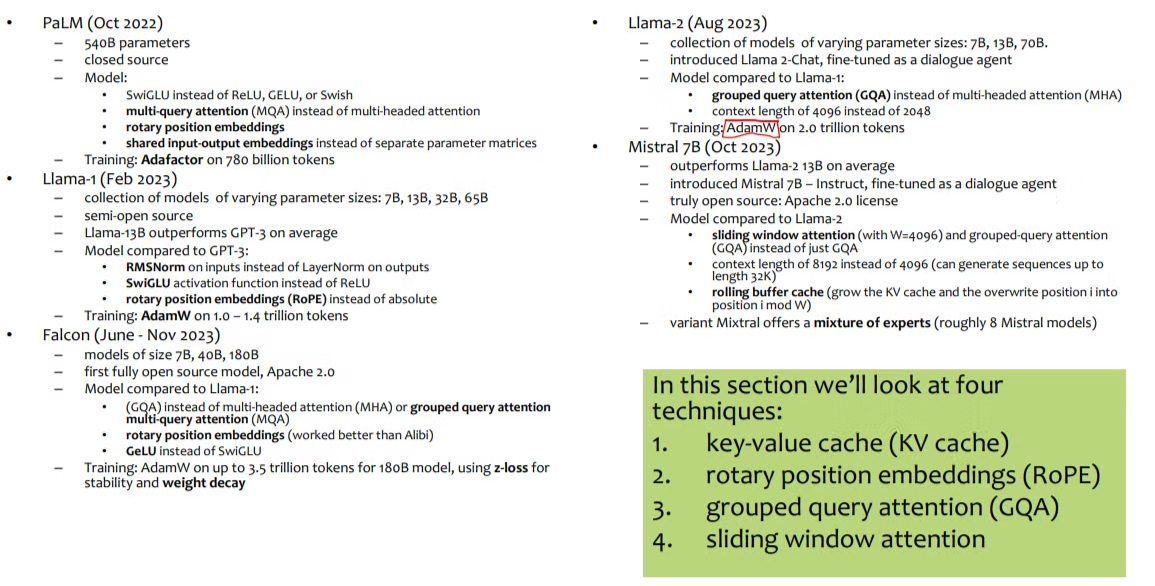 • PaLM (Oct 2022)
– 540B parameters
– closed source
– Model:
• SwiGLU instead of ReLU, GELU, or Swish
• multi-query attention (MQA) instead of multi-headed attention
• rotary position embeddings
• shared input-output embeddings instead of separate parameter matrices
– Training: Adafactor on 780 billion tokens
• Llama-1 (Feb 2023)
– collection of models of varying parameter sizes: 7B, 13B, 32B, 65B
– semi-open source
– Llama-13B outperforms GPT-3 on average
– Model compared to GPT-3:
• RMSNorm on inputs instead of LayerNorm on outputs
• SwiGLU activation function instead of ReLU
• rotary position embeddings (RoPE) instead of absolute
– Training: AdamW on 1.0 – 1.4 trillion tokens
• Falcon (June - Nov 2023)
– models of size 7B, 40B, 180B
– first fully open source model, Apache 2.0
– Model compared to Llama-1:
• (GQA) instead of multi-headed attention (MHA) or grouped query attention
multi-query attention (MQA)
• rotary position embeddings (worked better than Alibi)
• GeLU instead of SwiGLU
– Training: AdamW on up to 3.5 trillion tokens for 180B model, using z-loss for
stability and weight decay
• Llama-2 (Aug 2023)
– collection of models of varying parameter sizes: 7B, 13B, 70B.
– introduced Llama 2-Chat, fine-tuned as a dialogue agent
– Model compared to Llama-1:
• grouped query attention (GQA) instead of multi-headed attention (MHA)
• context length of 4096 instead of 2048
– Training: AdamW on 2.0 trillion tokens
• Mistral 7B (Oct 2023)
– outperforms Llama-2 13B on average
– introduced Mistral 7B – Instruct, fine-tuned as a dialogue agent
– truly open source: Apache 2.0 license
– Model compared to Llama-2
• sliding window attention (with W=4096) and grouped-query attention
(GQA) instead of just GQA
• context length of 8192 instead of 4096 (can generate sequences up to
length 32K)
• rolling buffer cache (grow the KV cache and the overwrite position i into
position i mod W)
– variant Mixtral offers a mixture of experts (roughly 8 Mistral models)
In this section we'll look at four
techniques:
1. key-value cache (KV cache)
2. rotary position embeddings (RoPE)
3. grouped query attention (GQA)
4. sliding window attention